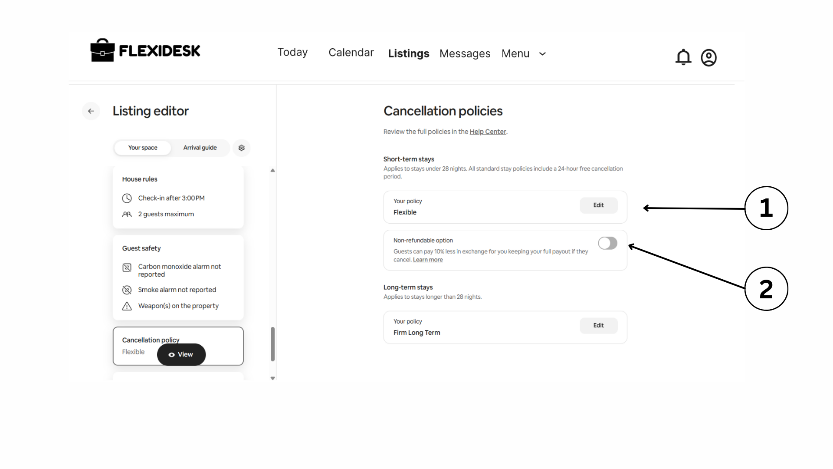 FLEXIDESK
Today Calendar Listings Messages Menu
Listing editor
Your space Arrival guide
House rules
Check-in after 3:00 PM
2 guests maximum
Guest safety
Carbon monoxide alarm not
reported
Smoke alarm not reported
Weapon(s) on the property
Cancellation policy
Flexible
View
Cancellation policies
Review the full policies in the Help Center.
Short-term stays
Applies to stays under 28 nights. All standard stay policies include a 24-hour free cancellation
period.
Your policy
Flexible
Edit
1
Non-refundable option
Guests can pay 10% less in exchange for you keeping your full payout if they
cancel. Learn more
2
Long-term stays
Applies to stays longer than 28 nights.
Your policy
Firm Long Term
Edit